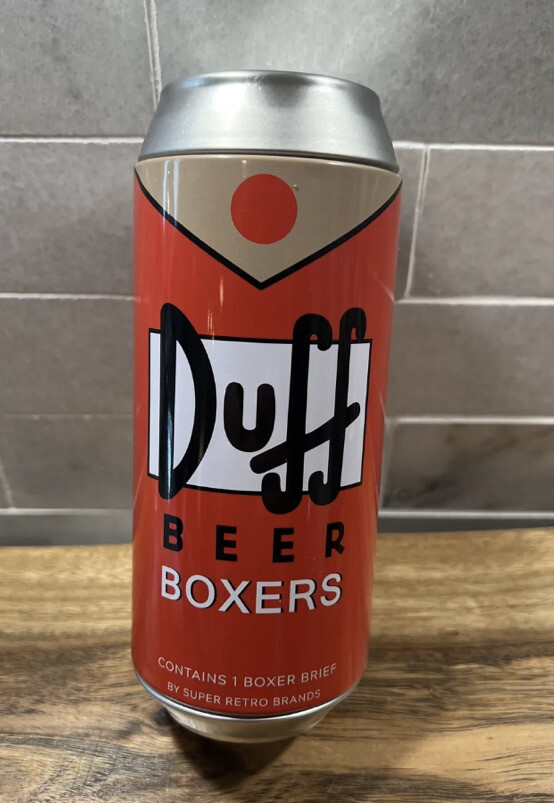 Duff
BEER
BOXERS
CONTAINS 1 BOXER BRIEF
BY SUPER RETRO BRANDS